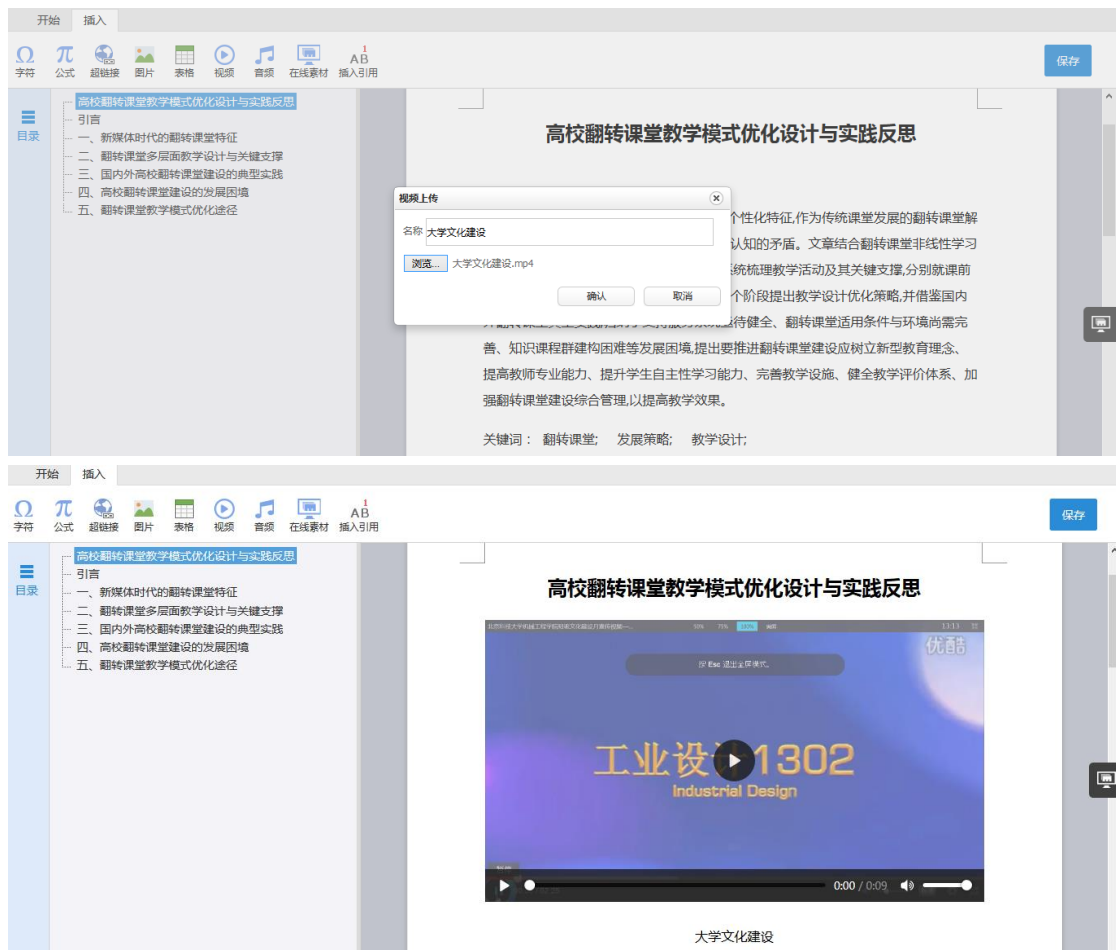 开始 插入
字符 公式 超链接 图片 表格 视频 音频 在线素材 插入引用
保存
目录
高校翻转课堂教学模式优化设计与实践反思
引言
一、新媒体时代的翻转课堂特征
二、翻转课堂多层面教学设计与关键支撑
三、国内外高校翻转课堂建设的典型实践
四、高校翻转课堂建设的发展困境
五、翻转课堂教学模式优化途径
高校翻转课堂教学模式优化设计与实践反思
视频上传
名称 大学文化建设
浏览... 大学文化建设.mp4
确认 取消
个性化特征,作为传统课堂发展的翻转课堂解
认知的矛盾。文章结合翻转课堂非线性学习
系统梳理教学活动及其关键支撑,分别就课前
个阶段提出教学设计优化策略,并借鉴国内
待健全、翻转课堂适用条件与环境尚需完
善、知识课程群建构困难等发展困境,提出要推进翻转课堂建设应树立新型教育理念、
提高教师专业能力、提升学生自主性学习能力、完善教学设施、健全教学评价体系、加
强翻转课堂建设综合管理,以提高教学效果。
关键词： 翻转课堂; 发展策略; 教学设计;
开始 插入
Ω π AB1
字符 公式 超链接 图片 表格 视频 音频 在线素材 插入引用
保存
目录
高校翻转课堂教学模式优化设计与实践反思
引言
一、新媒体时代的翻转课堂特征
二、翻转课堂多层面教学设计与关键支撑
三、国内外高校翻转课堂建设的典型实践
四、高校翻转课堂建设的发展困境
五、翻转课堂教学模式优化途径
高校翻转课堂教学模式优化设计与实践反思
50% 75% 100%
13:13
优酷
按 Esc 退出全屏模式。
工业设计1302
Industrial Design
0:00 / 0:09
大学文化建设